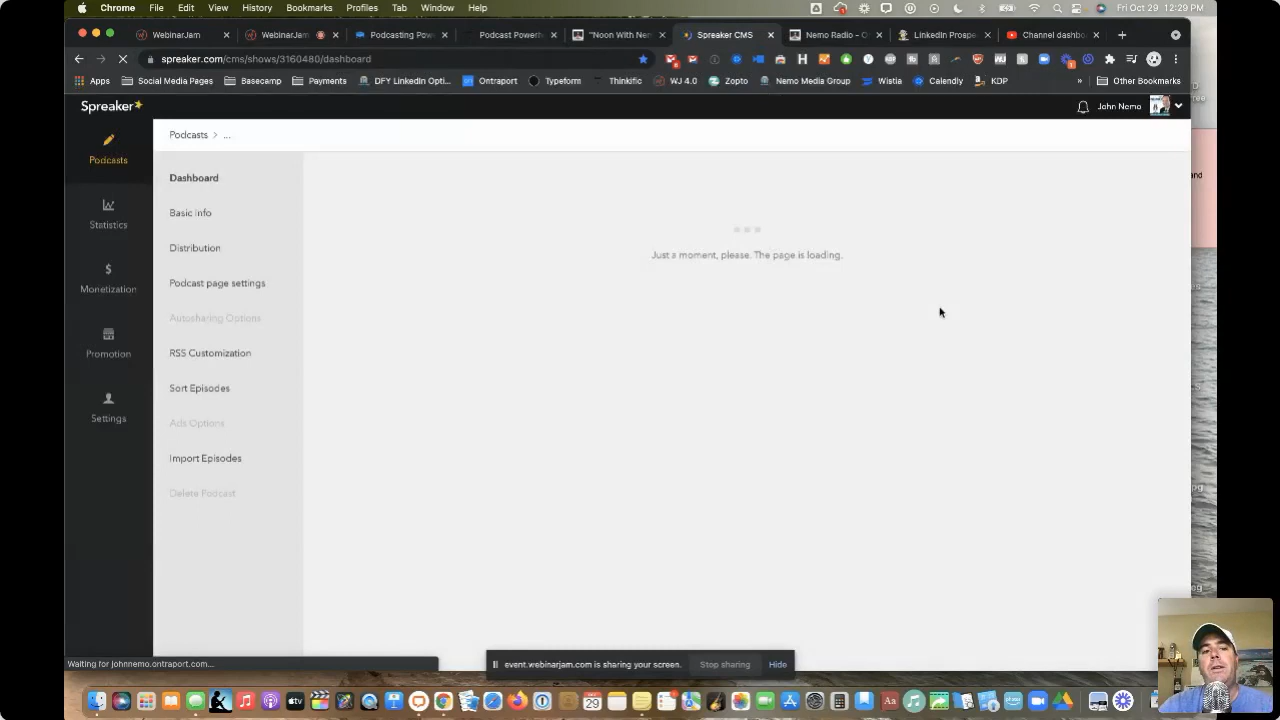 Chrome File Edit View History Bookmarks Profiles Tab Window Help Fri Oct 29 12:29 PM
WebinarJam WebinarJam Podcasting Pow Podcast Powerh "Noon With Nem Spreaker CMS Nemo Radio - O LinkedIn Prospe Channel dashbo
spreaker.com/cms/shows/3160480/dashboard
Apps Social Media Pages Basecamp Payments DFY LinkedIn Opti... Ontraport Typeform Thinkific WJ 4.0 Zopto Nemo Media Group Wistia Calendly KDP » Other Bookmarks
Spreaker John Nemo
Podcasts > ...
Podcasts
Statistics
Monetization
Promotion
Settings
Dashboard
Basic Info
Distribution
Podcast page settings
Autosharing Options
RSS Customization
Sort Episodes
Ads Options
Import Episodes
Delete Podcast
Just a moment, please. The page is loading.
and
Waiting for johnnemo.ontraport.com...
event.webinarjam.com is sharing your screen. Stop sharing Hide
29